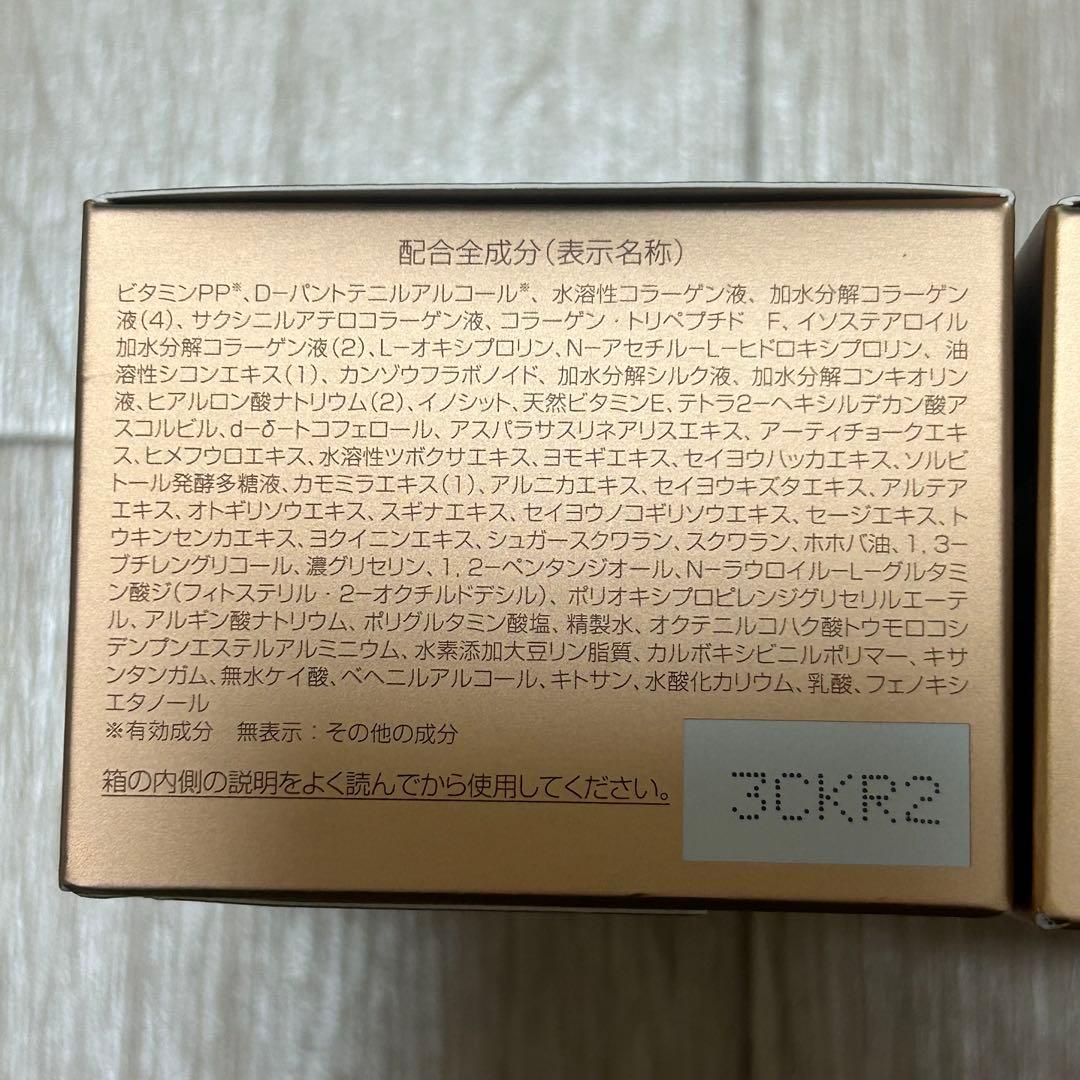 配合全成分(表示名称)
ビタミンPP※、D-パントテニルアルコール※、水溶性コラーゲン液、加水分解コラーゲン
液(4)、サクシニルアテロコラーゲン液、コラーゲン・トリペプチド F、イソステアロイル
加水分解コラーゲン液(2)、L-オキシプロリン、N-アセチル-L-ヒドロキシプロリン、油
溶性シコンエキス(1)、カンゾウフラボノイド、加水分解シルク液、加水分解コンキオリン
液、ヒアルロン酸ナトリウム(2)、イノシット、天然ビタミンE、テトラ2-ヘキシルデカン酸ア
スコルビル、d-δ-トコフェロール、アスパラサスリネアリスエキス、アーティチョークエキ
ス、ヒメフウロエキス、水溶性ツボクサエキス、ヨモギエキス、セイヨウハッカエキス、ソルビ
トール発酵多糖液、カモミラエキス(1)、アルニカエキス、セイヨウキズタエキス、アルテア
エキス、オトギリソウエキス、スギナエキス、セイヨウノコギリソウエキス、セージエキス、ト
ウキンセンカエキス、ヨクイニンエキス、シュガースクワラン、スクワラン、ホホバ油、1,3-
ブチレングリコール、濃グリセリン、1,2-ペンタンジオール、N-ラウロイル-L-グルタミ
ン酸ジ(フィトステリル・2-オクチルドデシル)、ポリオキシプロピレンジグリセリルエーテ
ル、アルギン酸ナトリウム、ポリグルタミン酸塩、精製水、オクテニルコハク酸トウモロコシ
デンプンエステルアルミニウム、水素添加大豆リン脂質、カルボキシビニルポリマー、キサ
ンタンガム、無水ケイ酸、ベヘニルアルコール、キトサン、水酸化カリウム、乳酸、フェノキシ
エタノール
※有効成分 無表示:その他の成分
箱の内側の説明をよく読んでから使用してください。
3CKR2